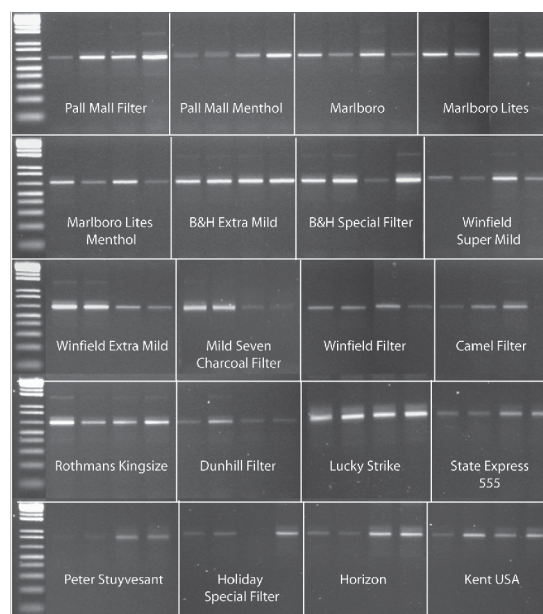 Pall Mall Filter
Pall Mall Menthol
Marlboro
Marlboro Lites
Marlboro Lites
Menthol
B&H Extra Mild
B&H Special Filter
Winfield
Super Mild
Winfield Extra Mild
Mild Seven
Charcoal Filter
Winfield Filter
Camel Filter
Rothmans Kingsize
Dunhill Filter
Lucky Strike
State Express
555
Peter Stuyvesant
Holiday
Special Filter
Horizon
Kent USA